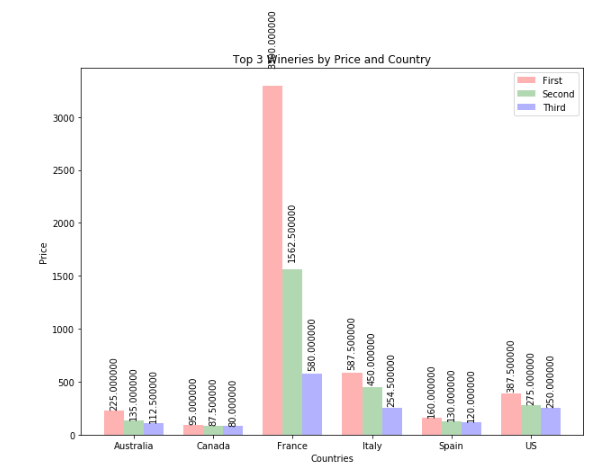 Top 3 Wineries by Price and Country
First
Second
Third
Price
3000
2500
2000
1500
1000
500
0
225.000000
135.000000
112.500000
95.000000
87.500000
80.000000
3300.000000
1562.500000
580.000000
587.500000
450.000000
254.500000
160.000000
130.000000
120.000000
387.500000
275.000000
250.000000
Australia
Canada
France
Italy
Spain
US
Countries